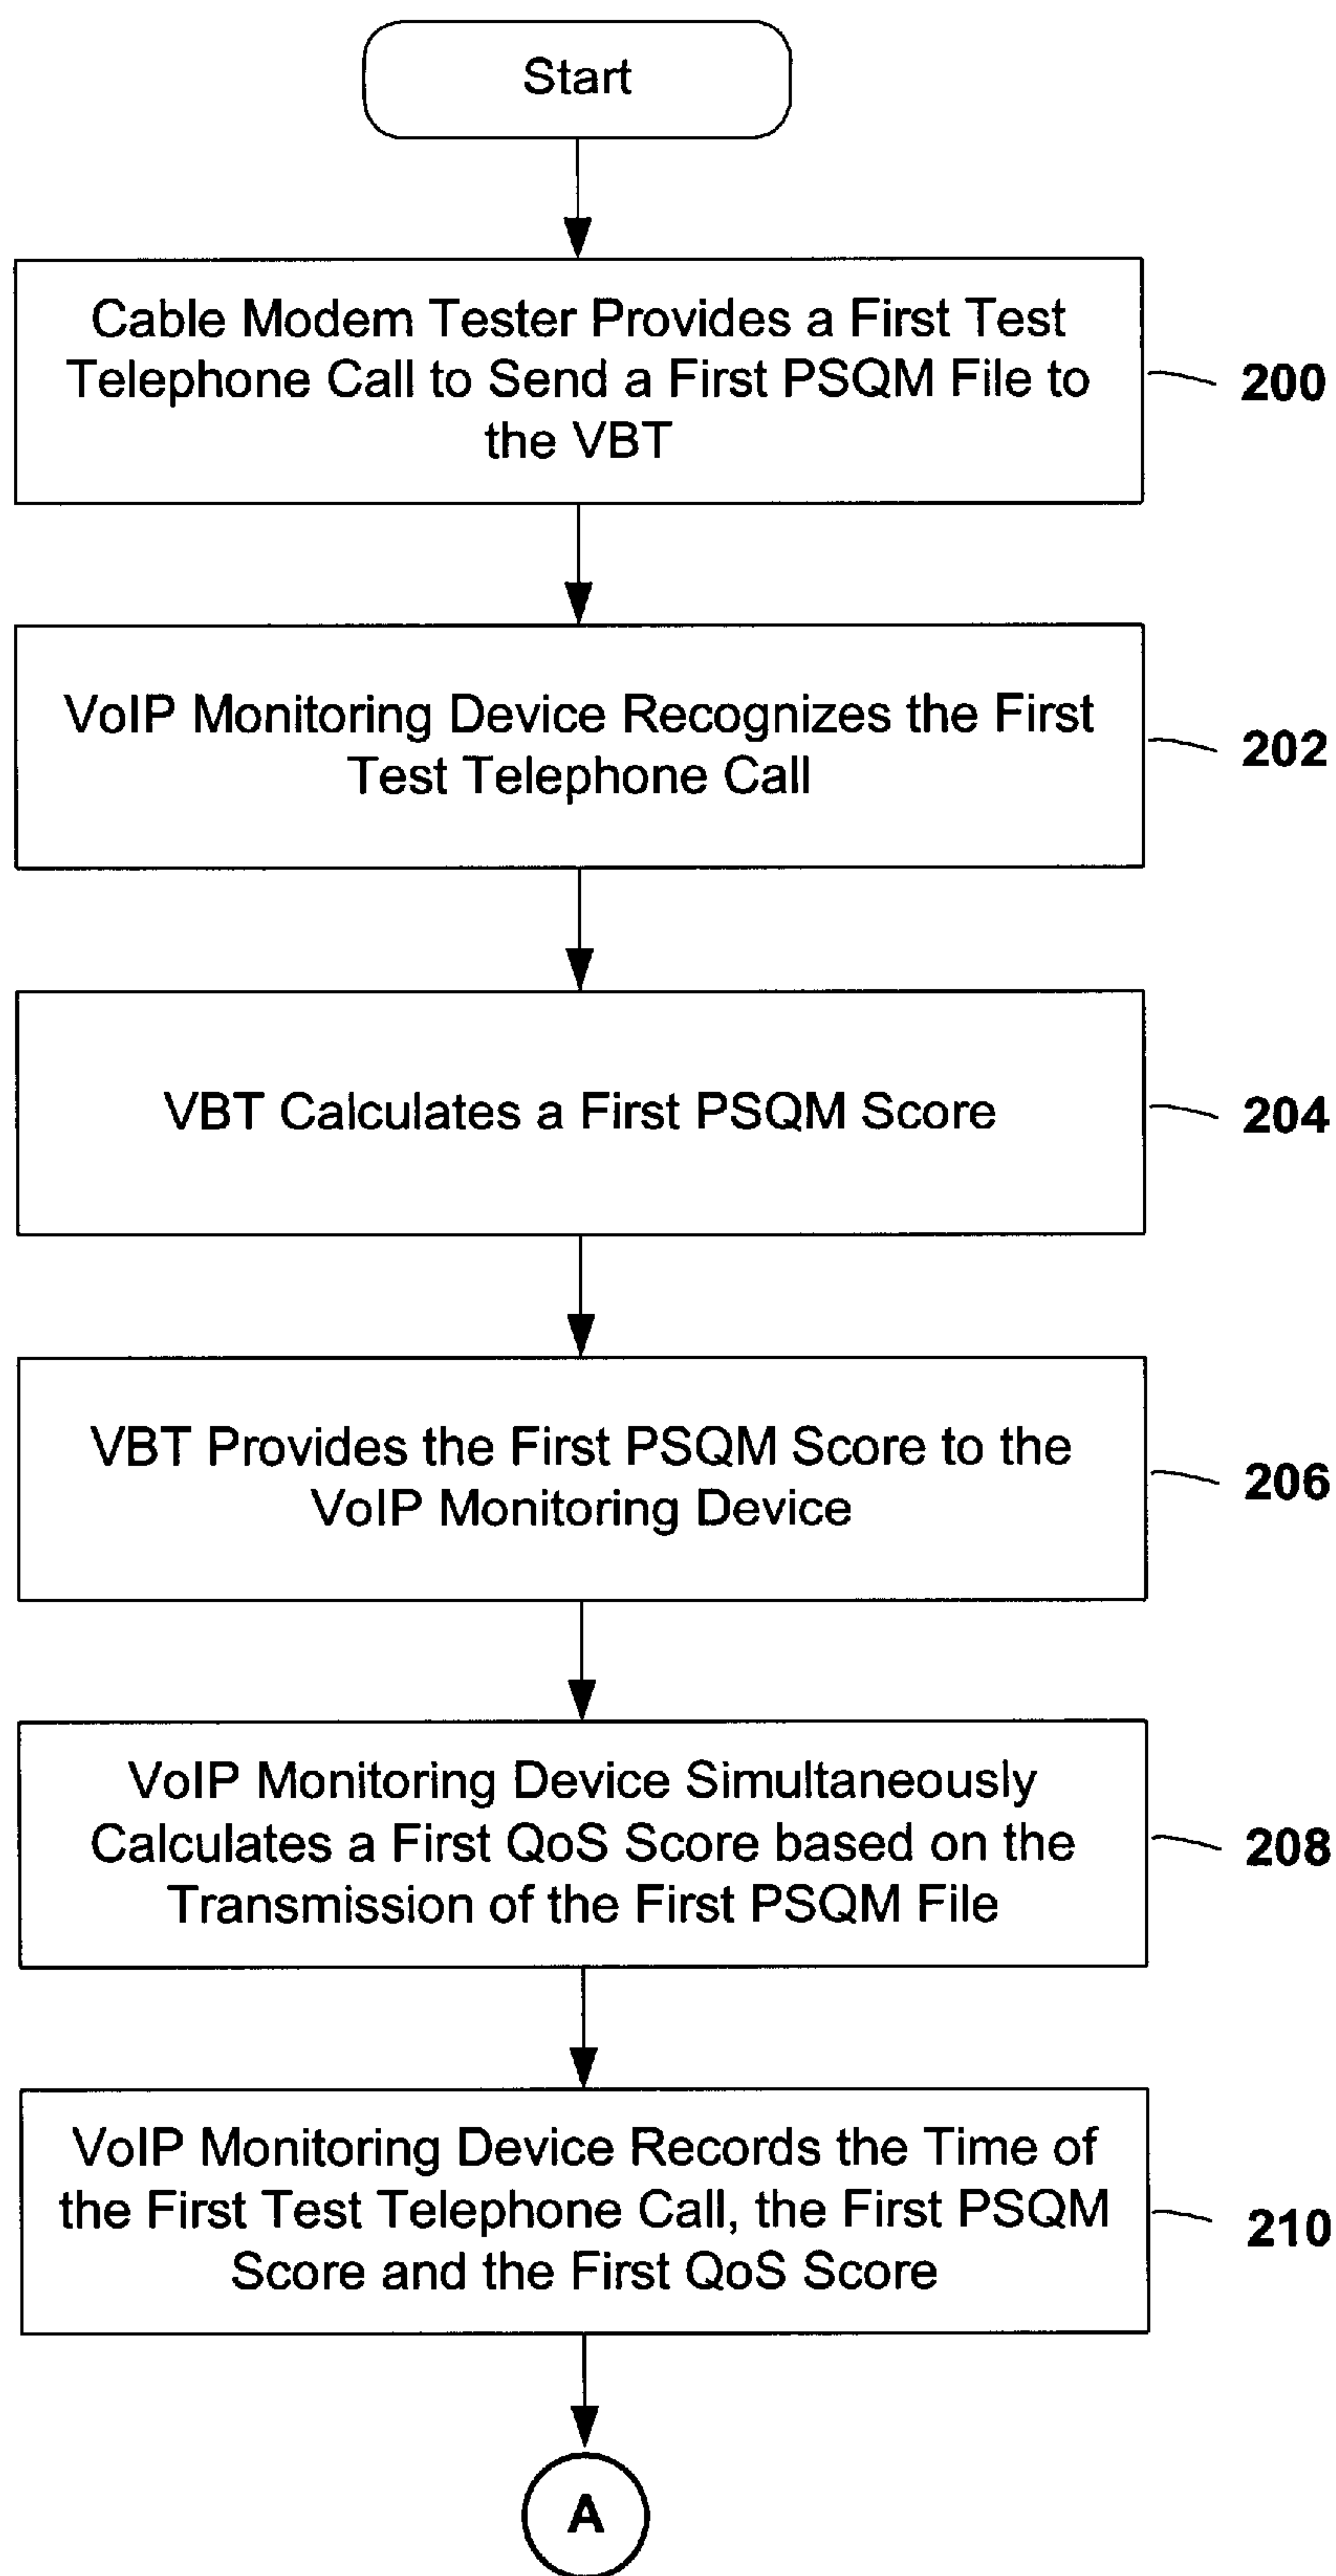 Start
Cable Modem Tester Provides a First Test
Telephone Call to Send a First PSQM File to
the VBT
200
VoIP Monitoring Device Recognizes the First
Test Telephone Call
202
VBT Calculates a First PSQM Score
204
VBT Provides the First PSQM Score to the
VoIP Monitoring Device
206
VoIP Monitoring Device Simultaneously
Calculates a First QoS Score based on the
Transmission of the First PSQM File
208
VoIP Monitoring Device Records the Time of
the First Test Telephone Call, the First PSQM
Score and the First QoS Score
210
A